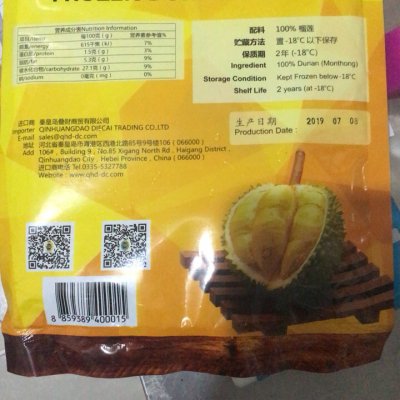 营养成分表Nutrition Information
每100克(g) 营养素参考值%
能量/energy 615千焦(kJ) 7%
蛋白质/protein 1.5克(g) 3%
脂肪/fat 5.3克(g) 9%
碳水化合物/carbohydrate 27.1克(g) 9%
钠/sodium 0毫克(mg) 0%
配料 100% 榴莲
贮藏方法 置 -18°C 以下保存
保质期 2年 (-18°C)
Ingredient 100% Durian (Monthong)
Storage Condition Kept Frozen below -18°C
Shelf Life 2 years (at -18°C)
生产日期
Production Date :
2019 07 08
进口商 秦皇岛叠财商贸有限公司
Importer QINHUANGDAO DIECAI TRADING CO.,LTD
E-Mail sales@qhd-dc.com
地址 河北省秦皇岛市海港区西港北路85号9号楼106 (066000)
Add 106#, Building 9, No.85 Xigang North Rd, Haigang District,
Qinhuangdao City, Hebei Province, China (066000)
进口商电话 Tel.0335-5327788
Website:www.qhd-dc.com
8 859389 400015